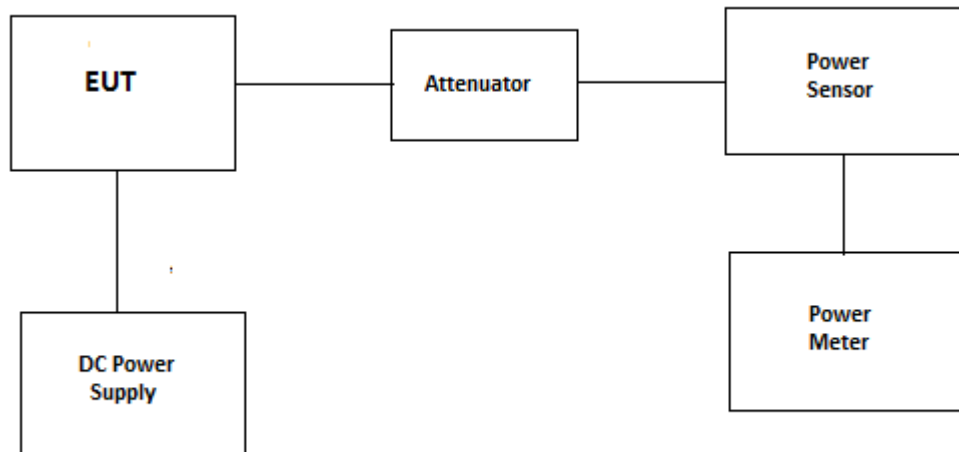 EUT
Attenuator
Power
Sensor
DC Power
Supply
Power
Meter